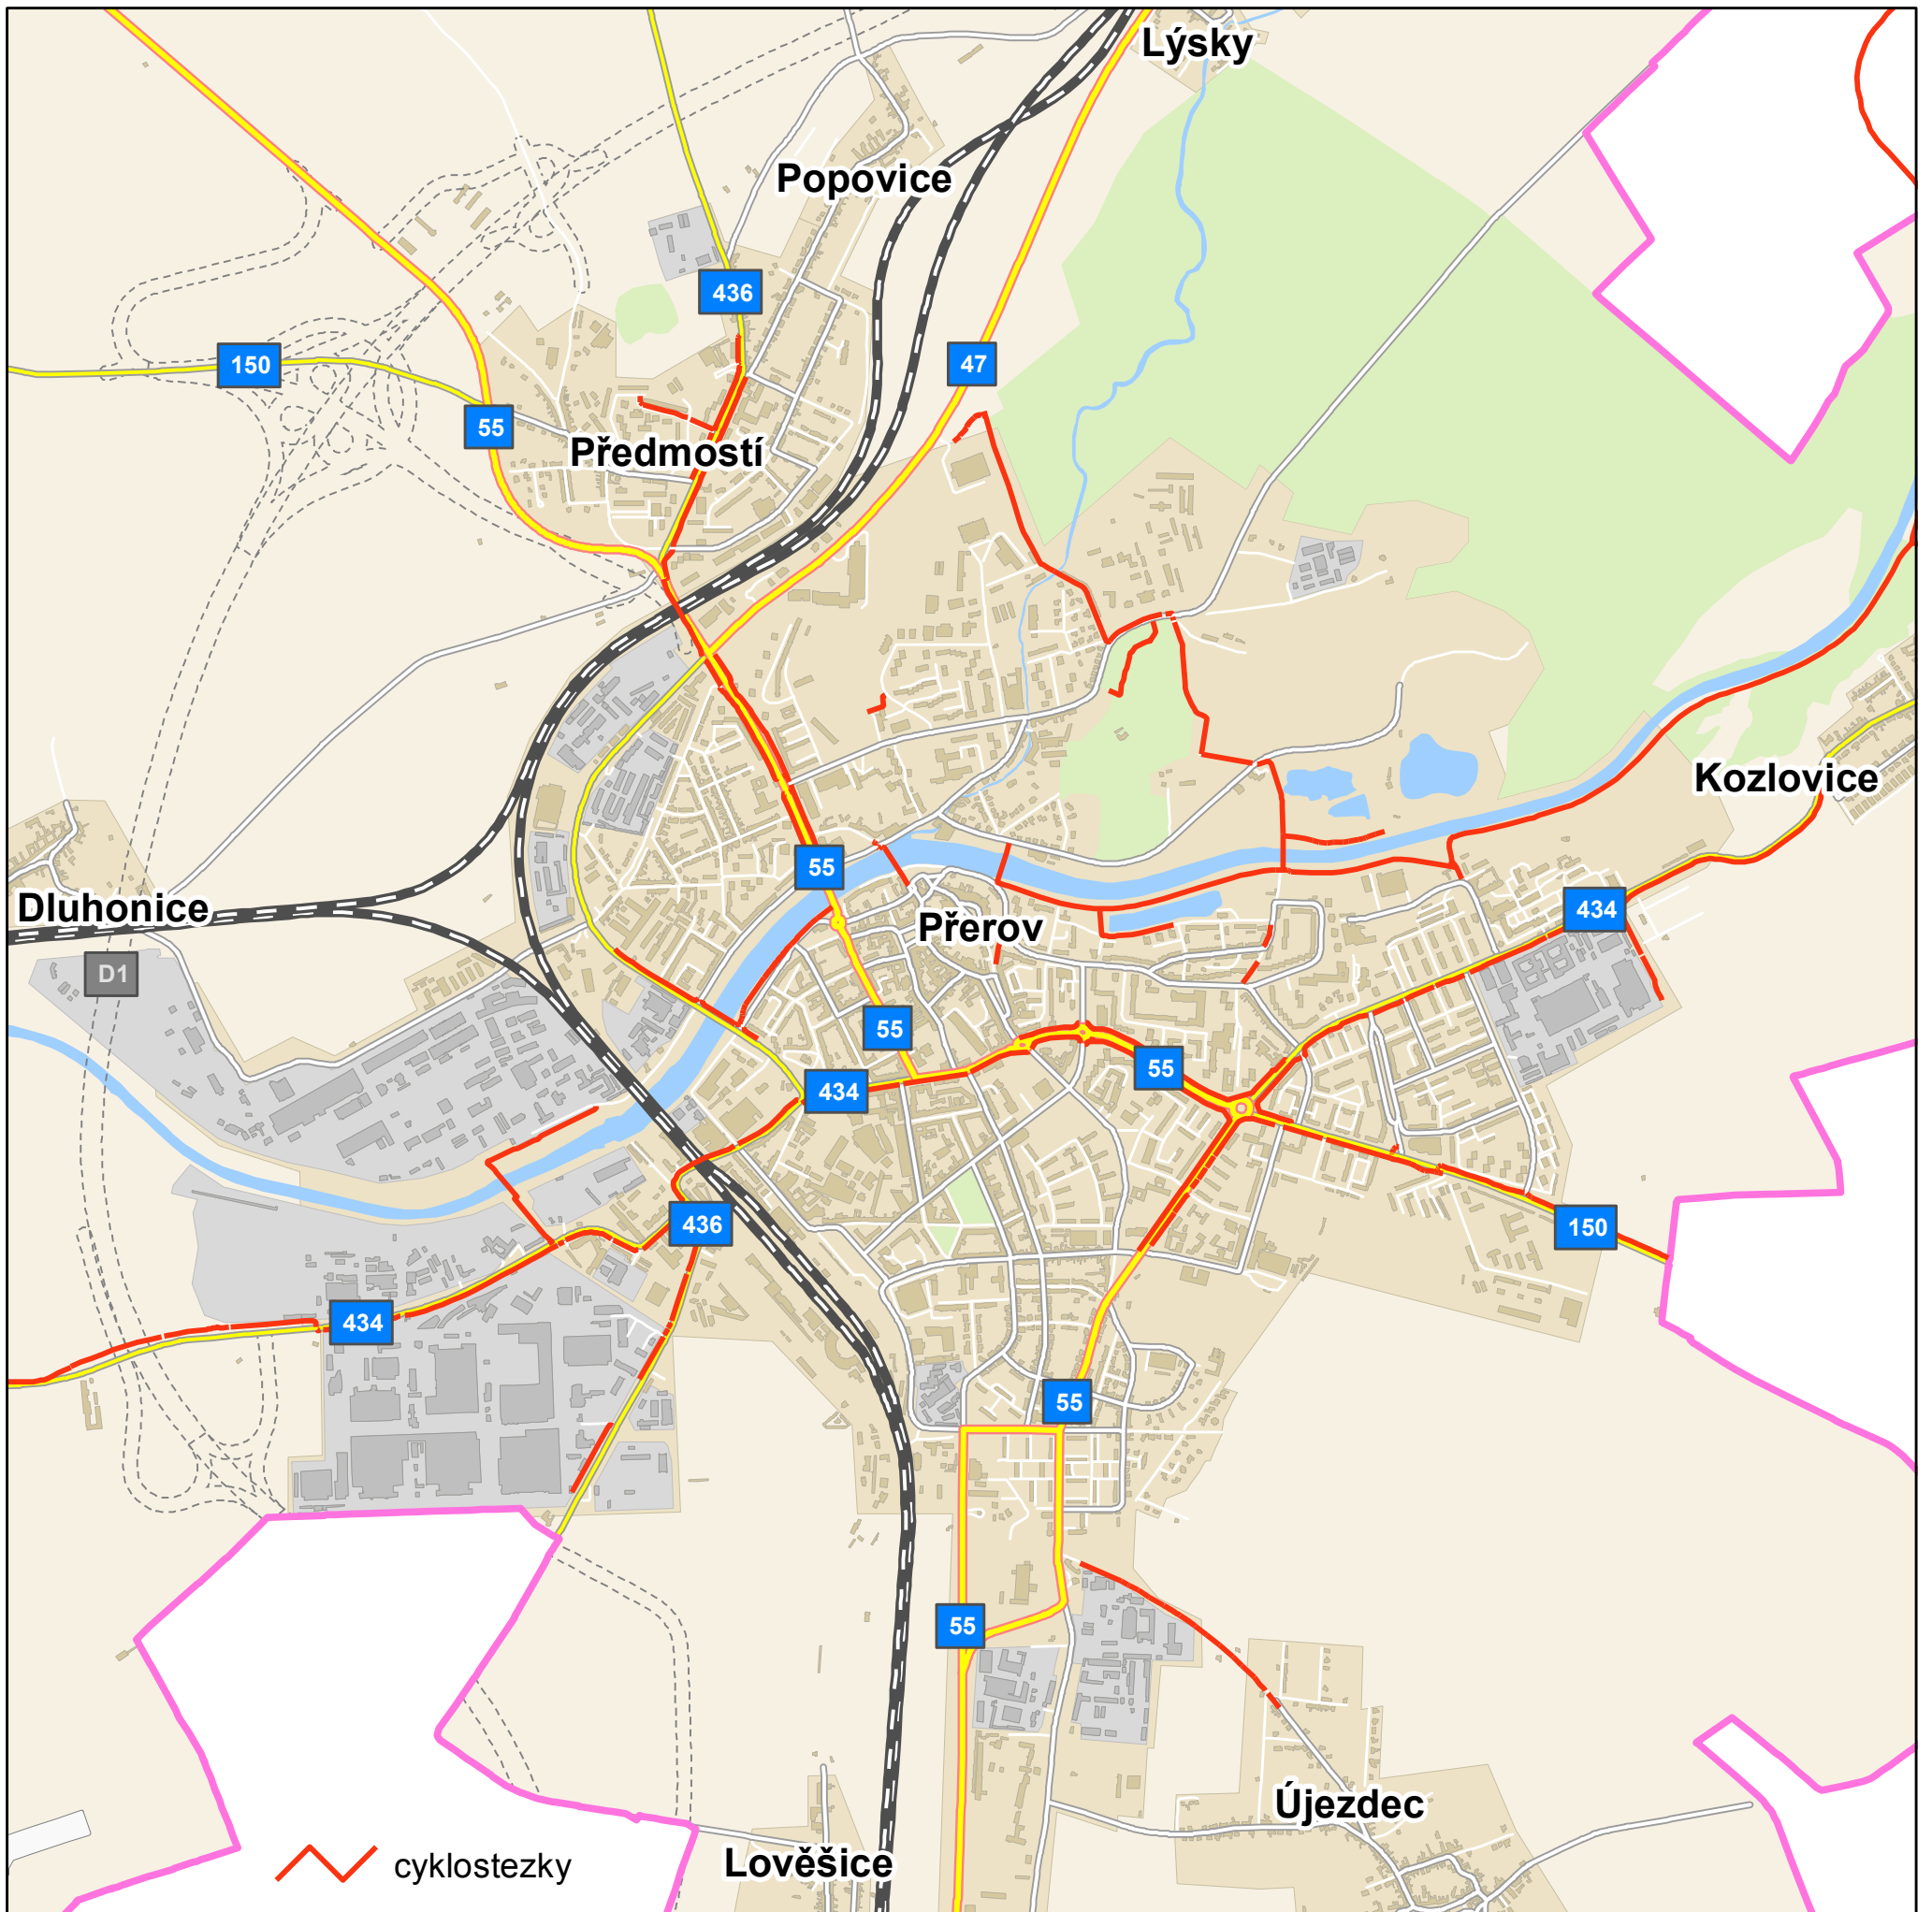 Lýsky
Popovice
436
150
47
55
Předmostí
Kozlovice
55
Dluhonice
434
Přerov
D1
55
55
434
436
150
434
55
55
Újezdec
Lověšice
cyklostezky